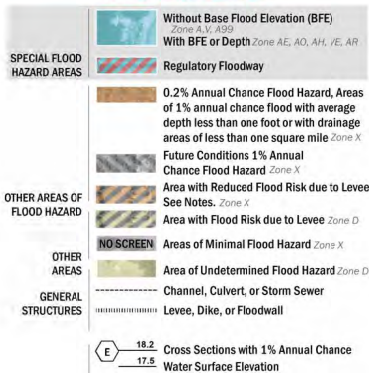 Without Base Flood Elevation (BFE)
Zone A,V, A99
With BFE or Depth Zone AE, AO, AH, VE, AR
SPECIAL FLOOD
HAZARD AREAS
Regulatory Floodway
0.2% Annual Chance Flood Hazard, Areas
of 1% annual chance flood with average
depth less than one foot or with drainage
areas of less than one square mile Zone X
Future Conditions 1% Annual
Chance Flood Hazard Zone X
Area with Reduced Flood Risk due to Levee
See Notes. Zone X
OTHER AREAS OF
FLOOD HAZARD
Area with Flood Risk due to Levee Zone D
NO SCREEN Areas of Minimal Flood Hazard Zone X
OTHER
AREAS
Area of Undetermined Flood Hazard Zone D
Channel, Culvert, or Storm Sewer
GENERAL
STRUCTURES
Levee, Dike, or Floodwall
E 18.2 Cross Sections with 1% Annual Chance
17.5 Water Surface Elevation